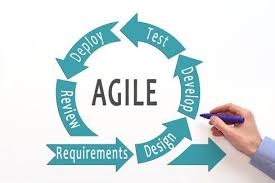 AGILE
Requirements
Design
Develop
Test
Deploy
Review